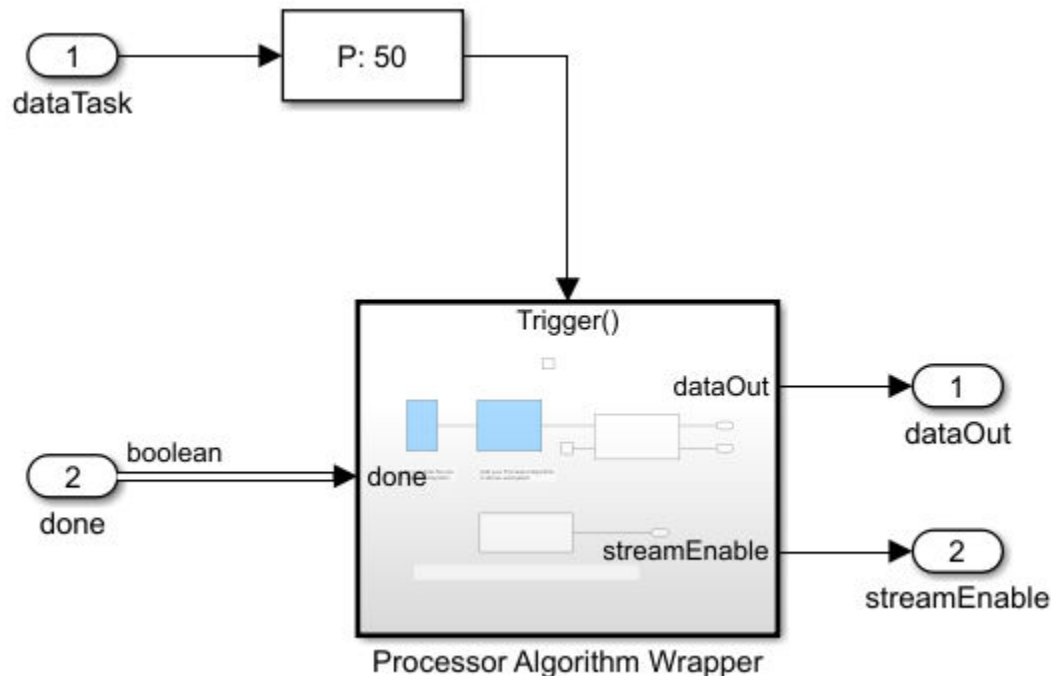 1
P: 50
dataTask
Trigger()
dataOut
1
dataOut
boolean
2
done
done
streamEnable
2
streamEnable
Processor Algorithm Wrapper